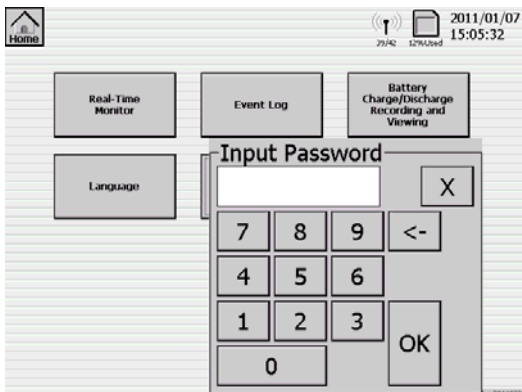 Home
29/42
12%Used
2011/01/07
15:05:32
Real-Time
Monitor
Event Log
Battery
Charge/Discharge
Recording and
Viewing
Language
Input Password
X
7 8 9 <-
4 5 6
1 2 3
OK
0